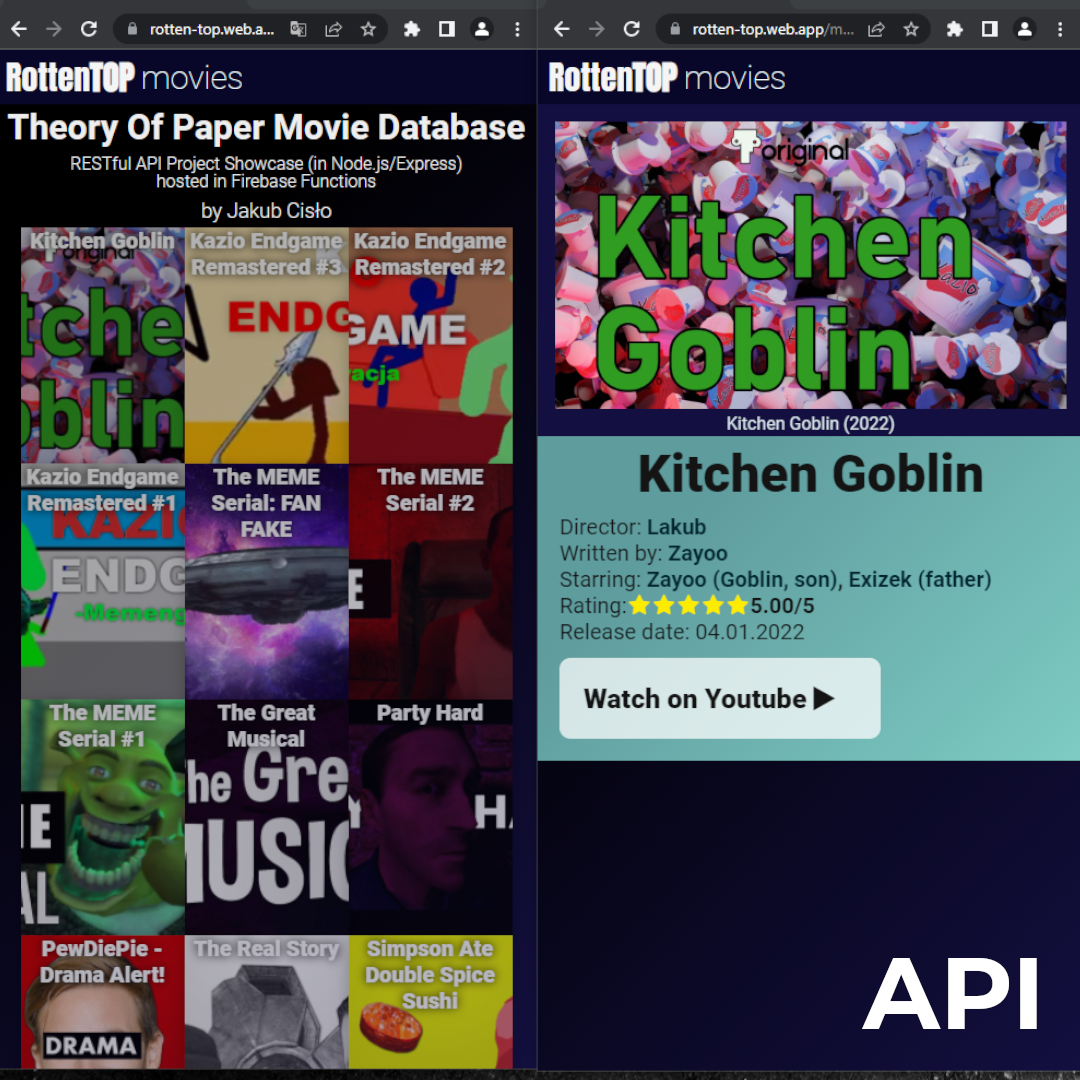 rotten-top.web.a...
RottenTOP movies
Theory Of Paper Movie Database
RESTful API Project Showcase (in Node.js/Express)
hosted in Firebase Functions
by Jakub Cisło
Kitchen Goblin
original
tche
blin
Kazio Endgame
Remastered #3
ENDG
Kazio Endgame
Remastered #2
GAME
acja
Kazio Endgame
Remastered #1
KAZI
ENDG
-Memeng
The MEME
Serial: FAN
FAKE
The MEME
Serial #2
E
The MEME
Serial #1
IE
AL
The Great
Musical
he Gre
MUSIC
Party Hard
HA
PewDiePie -
Drama Alert!
DRAMA
The Real Story
Simpson Ate
Double Spice
Sushi
rotten-top.web.app/m...
RottenTOP movies
original
Kitchen
Goblin
Kitchen Goblin (2022)
Kitchen Goblin
Director: Lakub
Written by: Zayoo
Starring: Zayoo (Goblin, son), Exizek (father)
Rating:⭐⭐⭐⭐⭐5.00/5
Release date: 04.01.2022
Watch on Youtube ▶
API